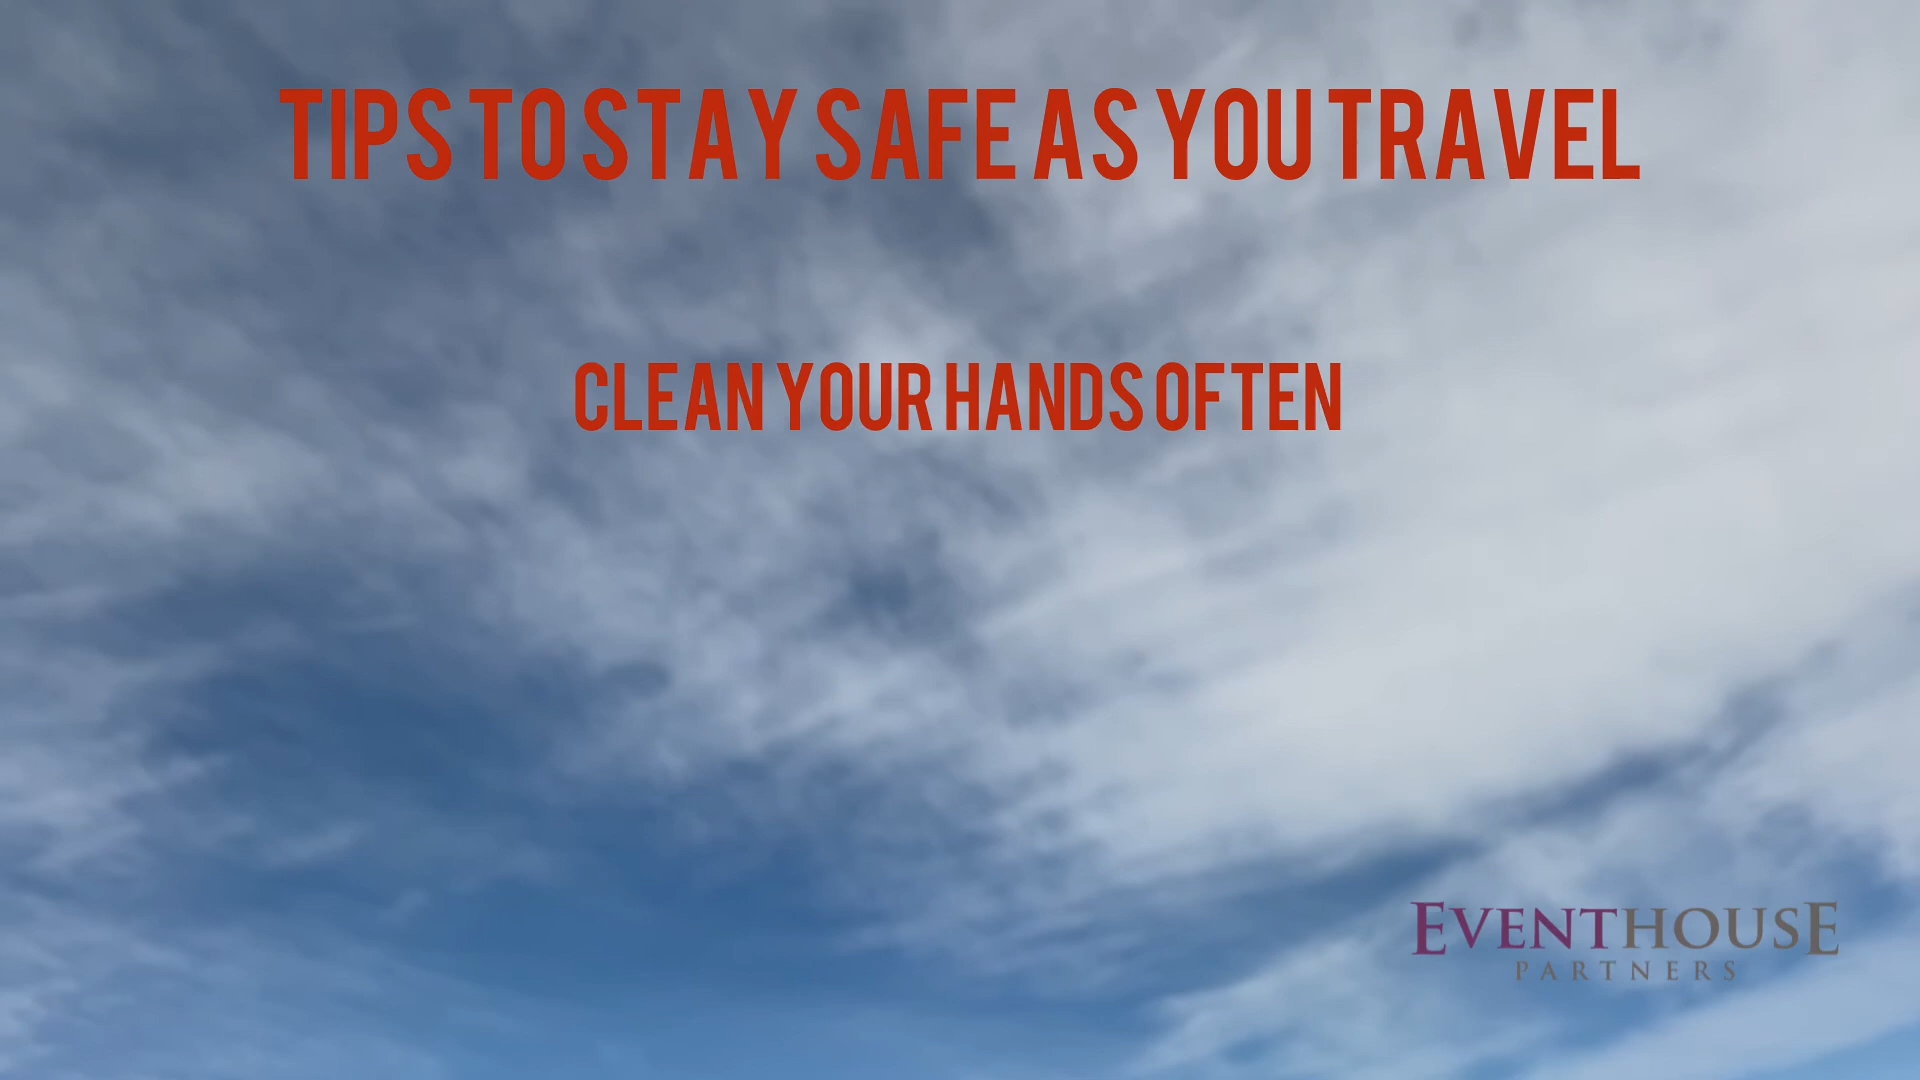 TIPS TO STAY SAFE AS YOU TRAVEL
CLEAN YOUR HANDS OFTEN
EVENTHOUSE
PARTNERS